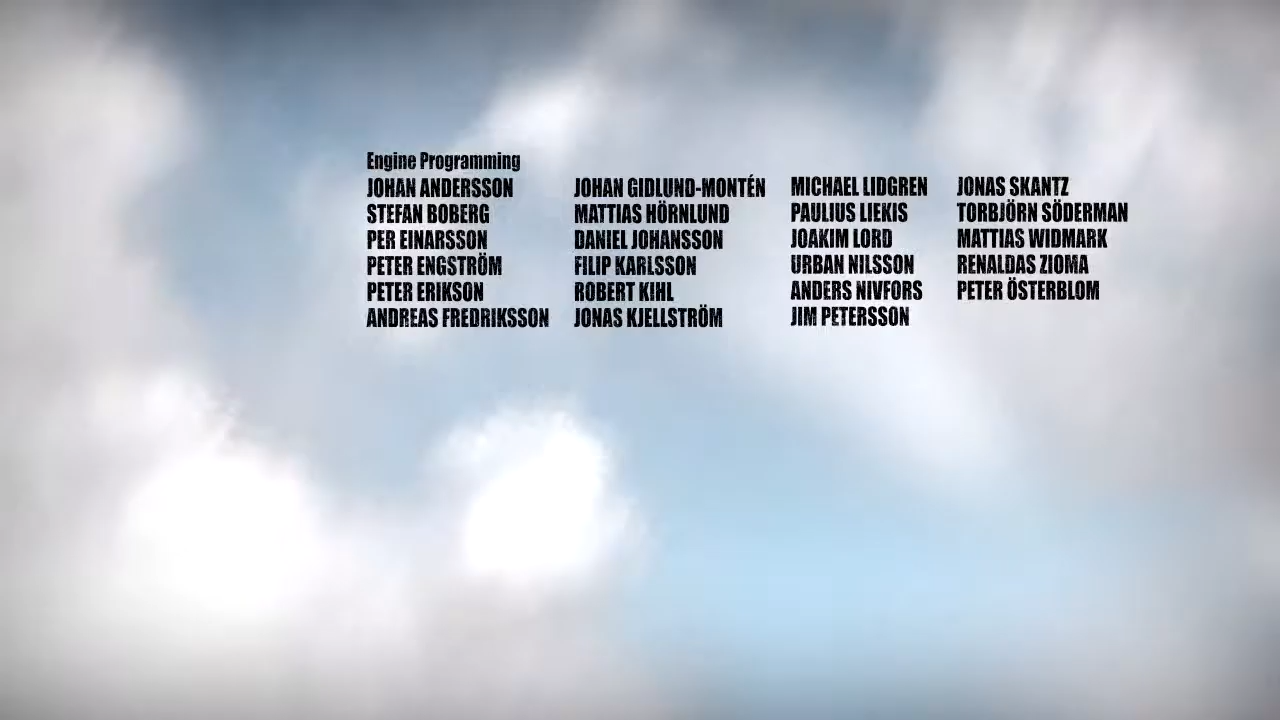 Engine Programming
JOHAN ANDERSSON
STEFAN BOBERG
PER EINARSSON
PETER ENGSTRÖM
PETER ERIKSON
ANDREAS FREDRIKSSON
JOHAN GIDLUND-MONTÉN
MATTIAS HÖRNLUND
DANIEL JOHANSSON
FILIP KARLSSON
ROBERT KIHL
JONAS KJELLSTRÖM
MICHAEL LIDGREN
PAULIUS LIEKIS
JOAKIM LORD
URBAN NILSSON
ANDERS NIVFORS
JIM PETERSSON
JONAS SKANTZ
TORBJÖRN SÖDERMAN
MATTIAS WIDMARK
RENALDAS ZIOMA
PETER ÖSTERBLOM